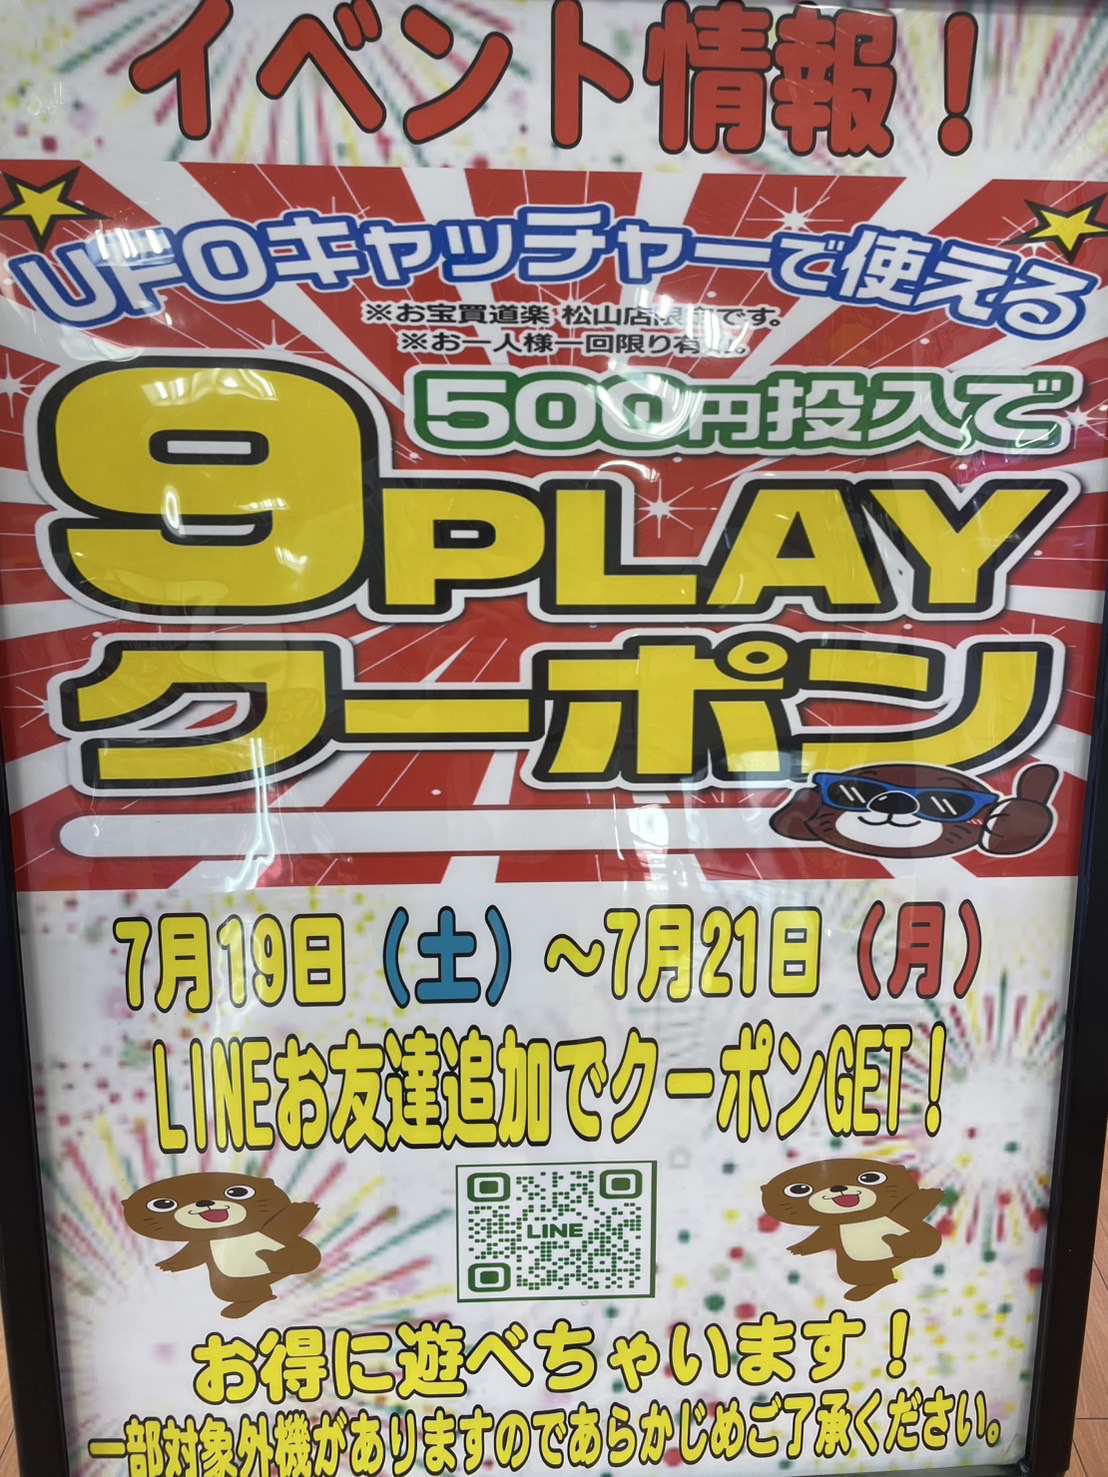 イベント情報！
UFOキャッチャーで使える
※お宝買道楽 松山店限定です。
※お一人様一回限り有効。
500円投入で
9PLAY
クーポン
7月19日（土）～7月21日（月）
LINEお友達追加でクーポンGET！
LINE
お得に遊べちゃいます！
一部対象外機がありますのであらかじめご了承ください。